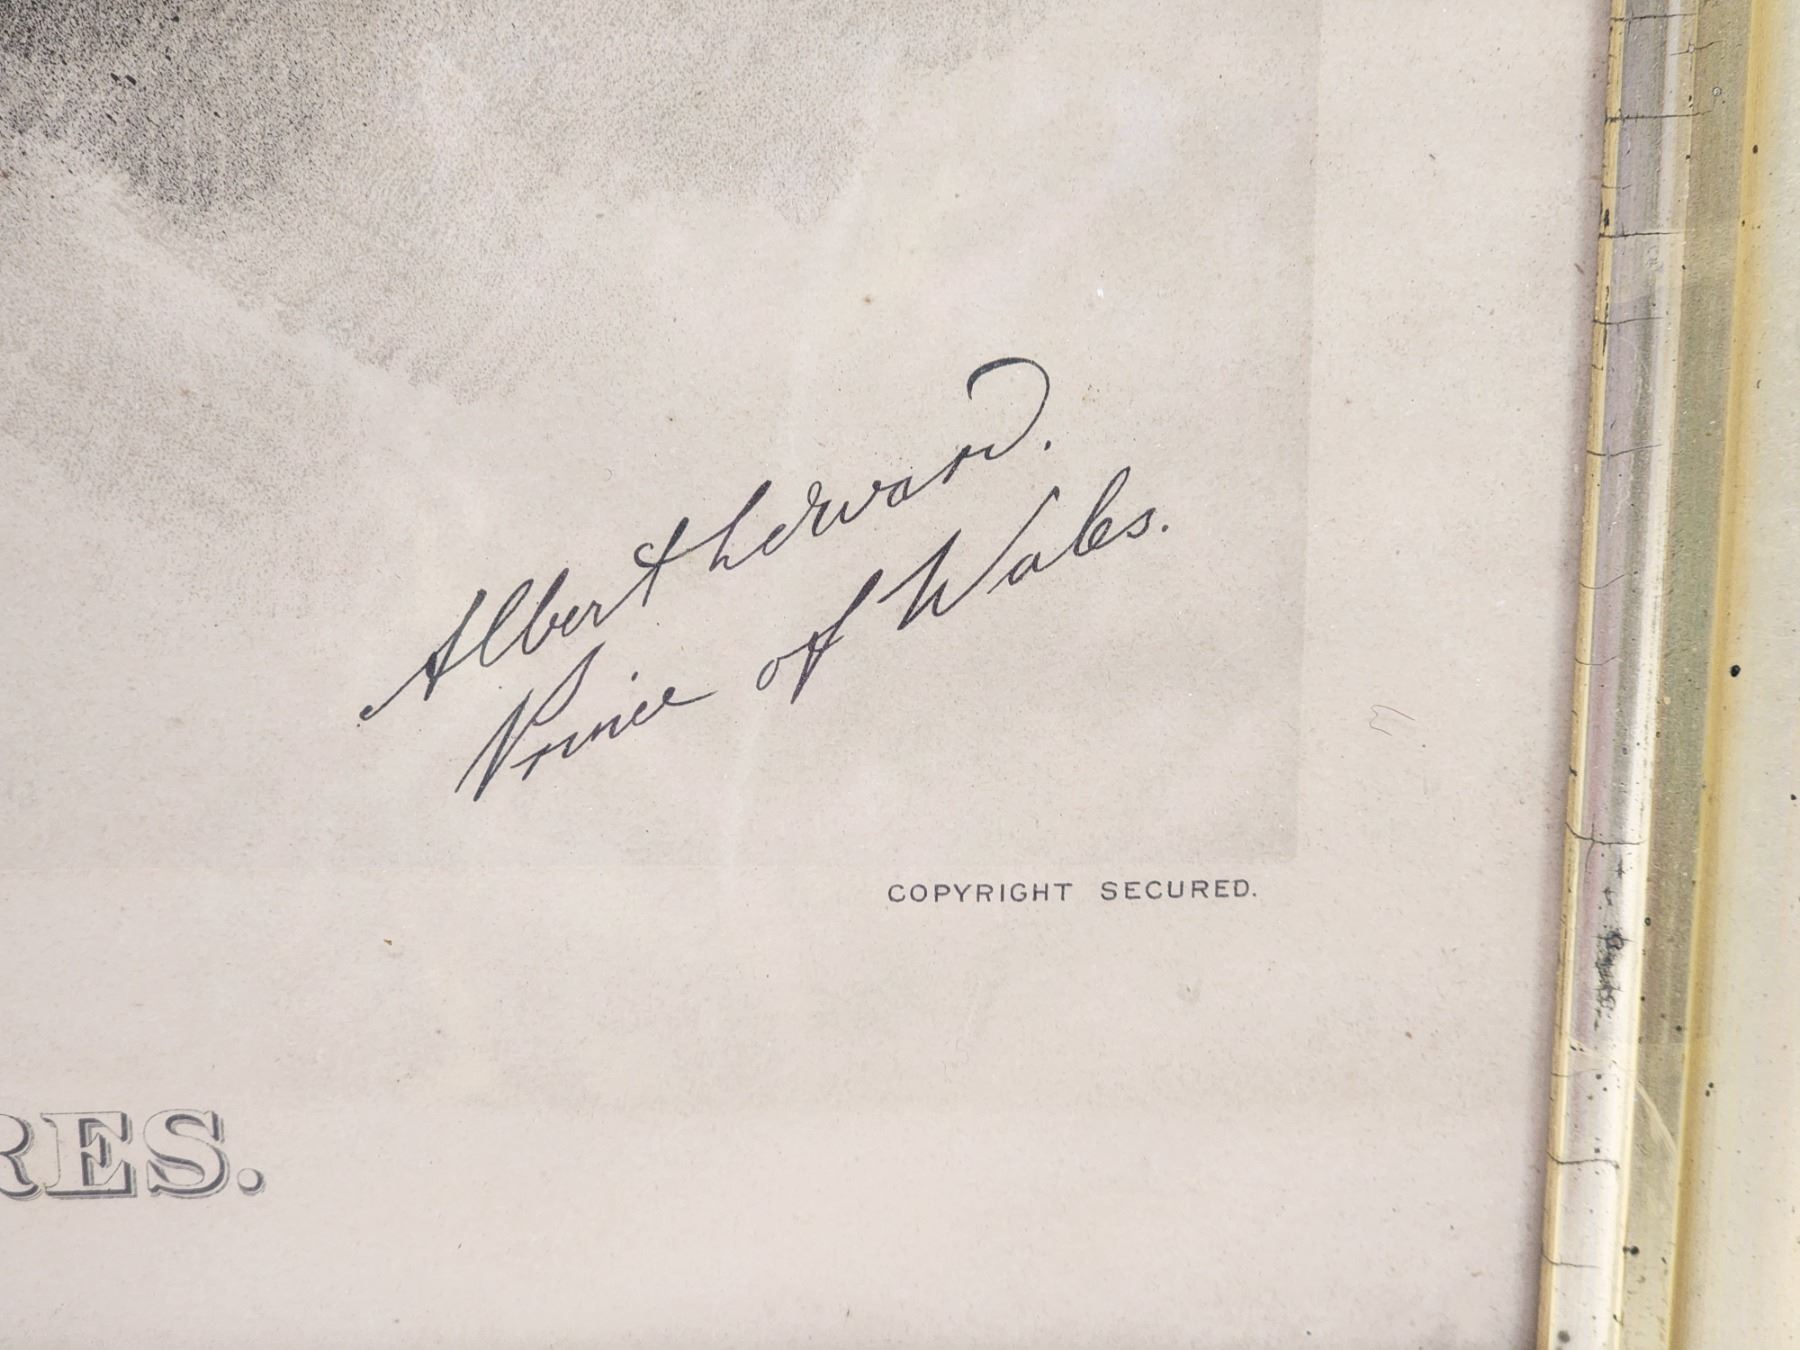 Albert Edward.
Prince of Wales.
COPYRIGHT SECURED.
RES.